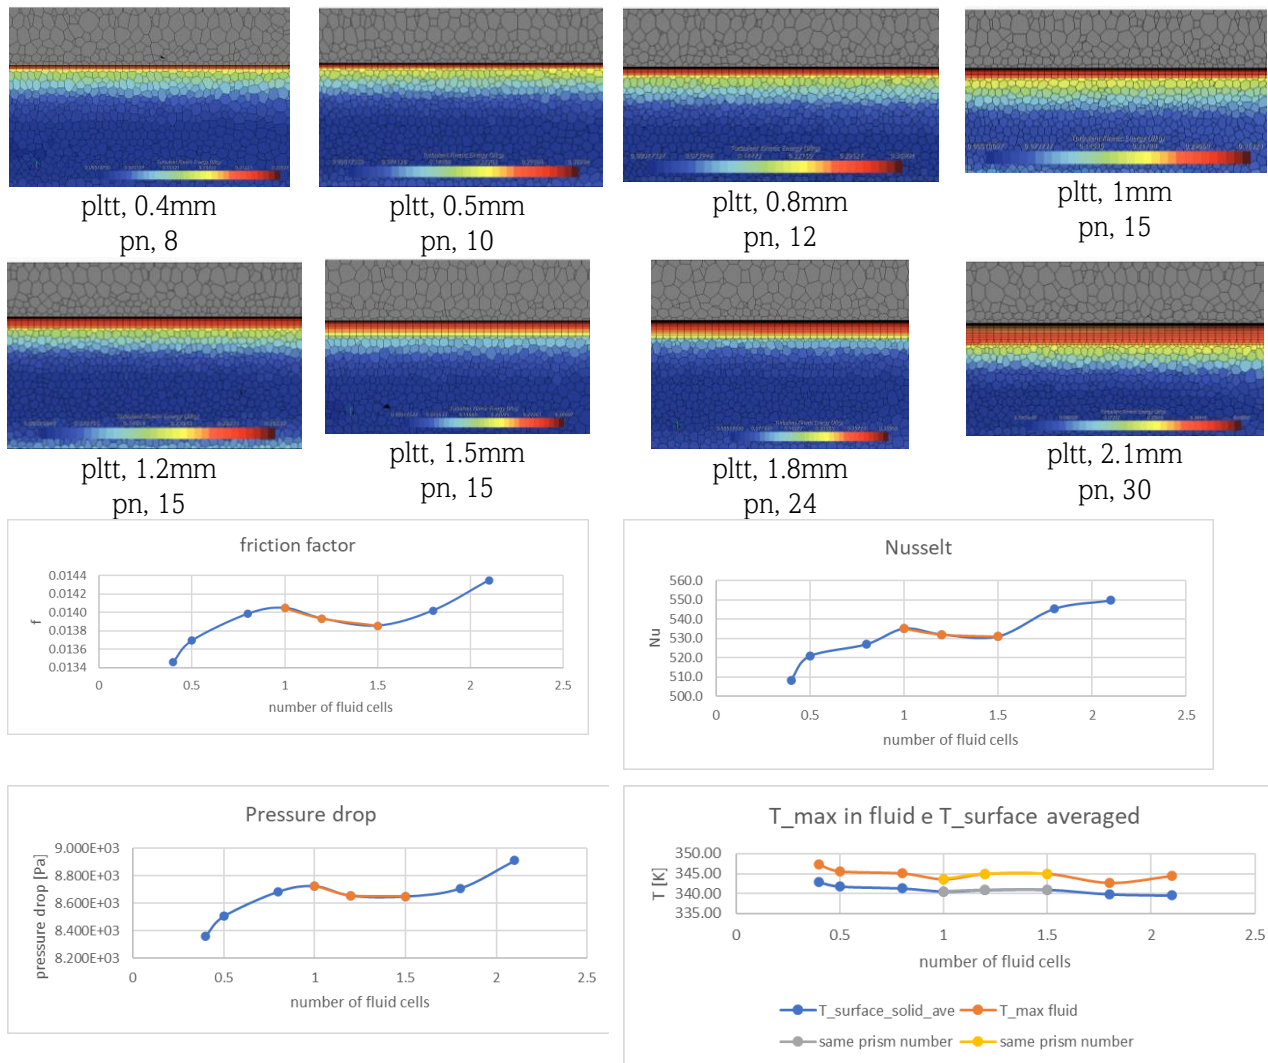 pltt, 0.4mm
pn, 8
pltt, 0.5mm
pn, 10
pltt, 0.8mm
pn, 12
pltt, 1mm
pn, 15
pltt, 1.2mm
pn, 15
pltt, 1.5mm
pn, 15
pltt, 1.8mm
pn, 24
pltt, 2.1mm
pn, 30
friction factor
f
0.0144
0.0142
0.0140
0.0138
0.0136
0.0134
0 0.5 1 1.5 2 2.5
number of fluid cells
Nusselt
Nu
560.0
550.0
540.0
530.0
520.0
510.0
500.0
0 0.5 1 1.5 2 2.5
number of fluid cells
Pressure drop
pressure drop [Pa]
9.000E+03
8.800E+03
8.600E+03
8.400E+03
8.200E+03
0 0.5 1 1.5 2 2.5
number of fluid cells
T_max in fluid e T_surface averaged
T [K]
350.00
345.00
340.00
335.00
0 0.5 1 1.5 2 2.5
number of fluid cells
T_surface_solid_ave T_max fluid
same prism number same prism number